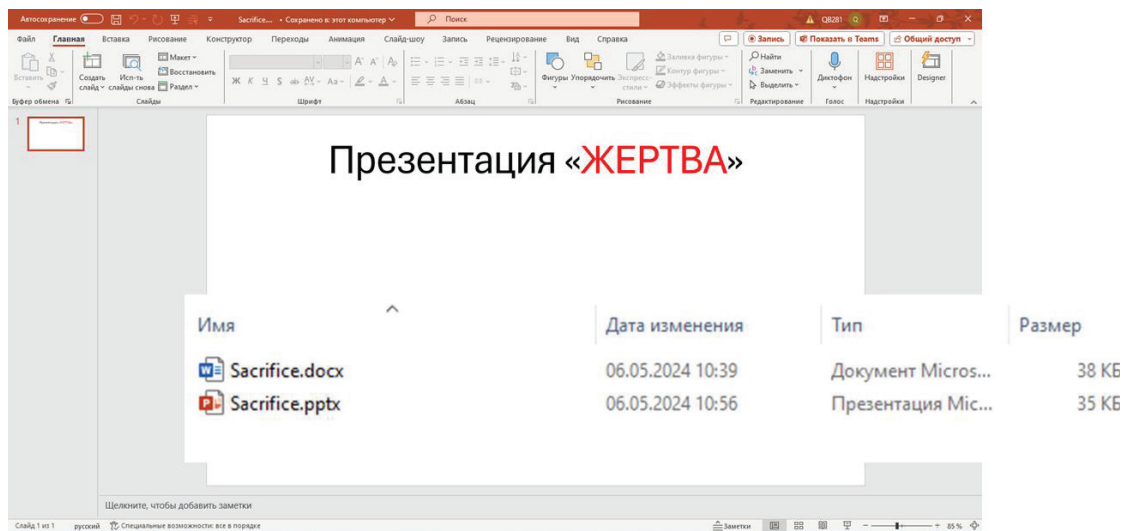 Автосохранение Sacrifice... • Сохранено в: этот компьютер Поиск QB281 Q
Файл Главная Вставка Рисование Конструктор Переходы Анимация Слайд-шоу Запись Рецензирование Вид Справка Запись Показать в Teams Общий доступ
Вставить Создать слайд Исп-ть слайды снова Макет Восстановить Раздел
Ж К Ч S ab AV Aa A A
Фигуры Упорядочить Экспресс-стили Заливка фигуры Контур фигуры Эффекты фигуры
Найти Заменить Выделить Диктофон Надстройки Designer
Буфер обмена Слайды Шрифт Абзац Рисование Редактирование Голос Надстройки
1
Презентация «ЖЕРТВА»
Имя Дата изменения Тип Размер
Sacrifice.docx 06.05.2024 10:39 Документ Micros... 38 КБ
Sacrifice.pptx 06.05.2024 10:56 Презентация Mic... 35 КБ
Щелкните, чтобы добавить заметки
Слайд 1 из 1 русский Специальные возможности: все в порядке Заметки 85 %